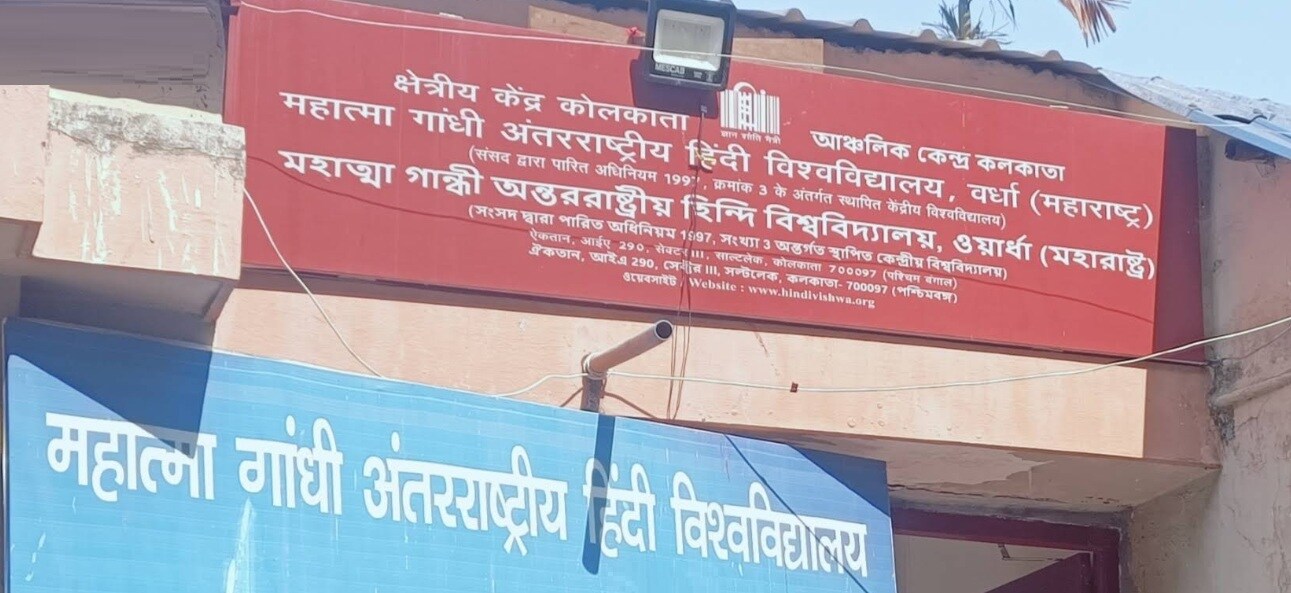 MESCAB
क्षेत्रीय केंद्र कोलकाता
ज्ञान शांति मैत्री
আঞ্চলিক কেন্দ্র কলকাতা
महात्मा गांधी अंतरराष्ट्रीय हिंदी विश्वविद्यालय, वर्धा (महाराष्ट्र)
(संसद द्वारा पारित अधिनियम 1997, क्रमांक 3 के अंतर्गत स्थापित केंद्रीय विश्वविद्यालय)
মহাত্মা গান্ধী অন্তররাষ্ট্রীয় হিন্দি বিশ্ববিদ্যালয়, ওয়ার্ধা (মহারাষ্ট্র)
(সংসদ দ্বারা পারিত অধিনিয়ম 1997, সংখ্যা 3 অন্তর্গত স্থাপিত কেন্দ্রীয় বিশ্ববিদ্যালয়)
ऐकतान, आईए 290, सेक्टर III, साल्टलेक, कोलकाता 700097 (पश्चिम बंगाल)
ঐকতান, আইএ 290, সেক্টর III, সল্টলেক, কলকাতা- 700097 (পশ্চিমবঙ্গ)
ওয়েবসাইট / Website : www.hindivishwa.org
महात्मा गांधी अंतरराष्ट्रीय हिंदी विश्वविद्यालय